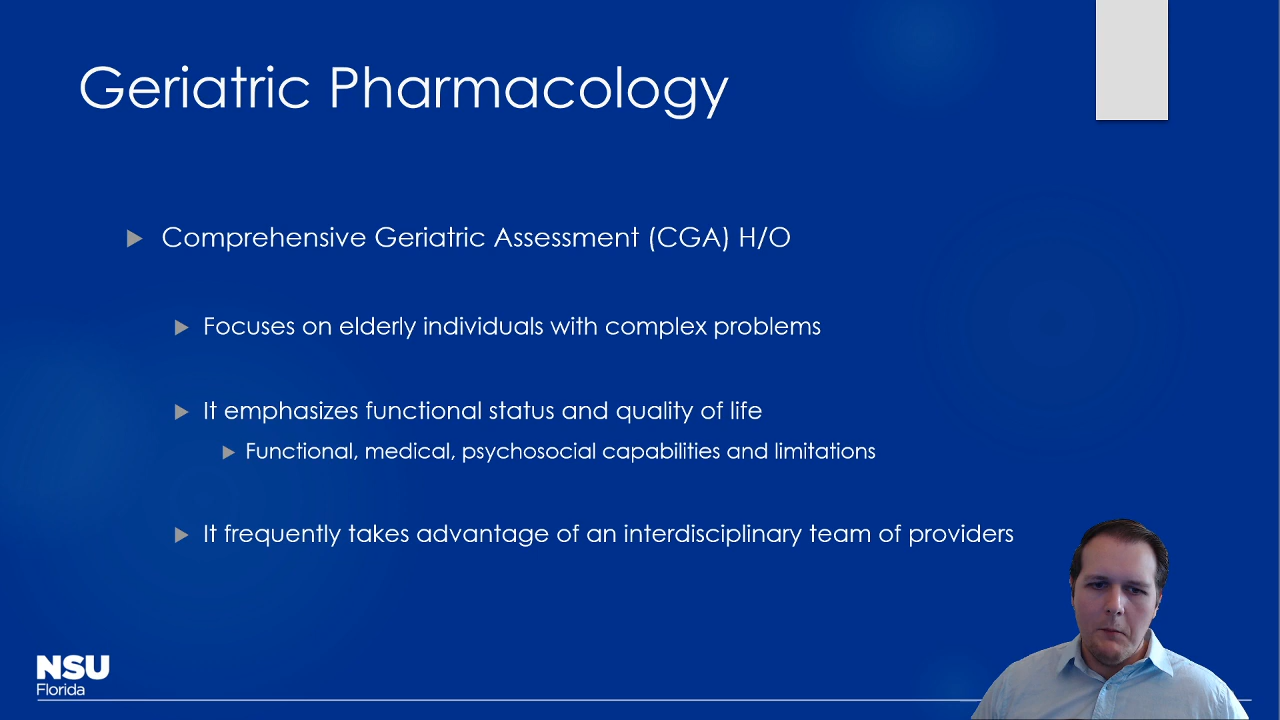 Geriatric Pharmacology
Comprehensive Geriatric Assessment (CGA) H/O
Focuses on elderly individuals with complex problems
It emphasizes functional status and quality of life
Functional, medical, psychosocial capabilities and limitations
It frequently takes advantage of an interdisciplinary team of providers
NSU
Florida